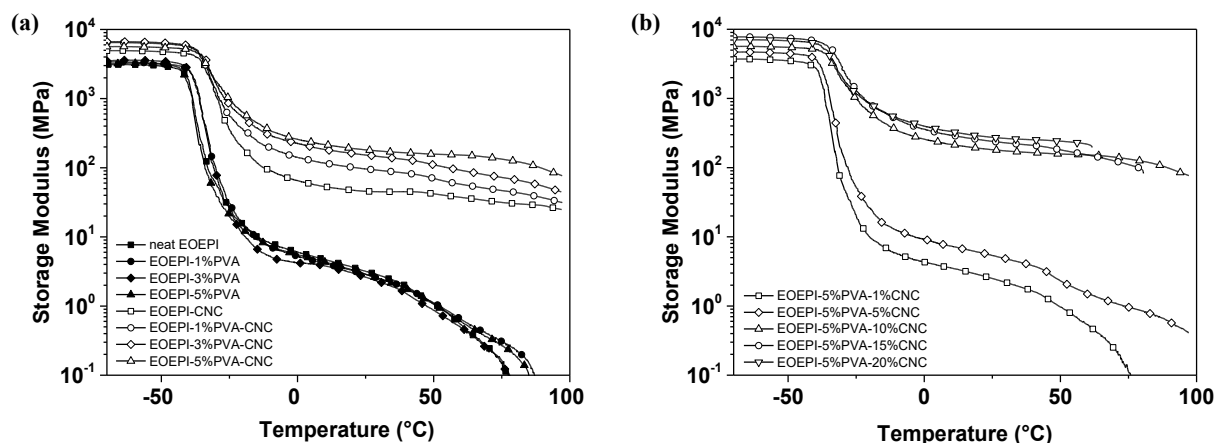 (a)
Storage Modulus (MPa)
10^4
10^3
10^2
10^1
10^0
10^-1
neat EOEPI
EOEPI-1%PVA
EOEPI-3%PVA
EOEPI-5%PVA
EOEPI-CNC
EOEPI-1%PVA-CNC
EOEPI-3%PVA-CNC
EOEPI-5%PVA-CNC
-50 0 50 100
Temperature (°C)
(b)
Storage Modulus (MPa)
10^4
10^3
10^2
10^1
10^0
10^-1
EOEPI-5%PVA-1%CNC
EOEPI-5%PVA-5%CNC
EOEPI-5%PVA-10%CNC
EOEPI-5%PVA-15%CNC
EOEPI-5%PVA-20%CNC
-50 0 50 100
Temperature (°C)